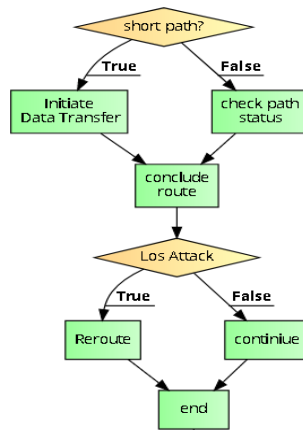 short path?
True
False
Initiate
Data Transfer
check path
status
conclude
route
Los Attack
True
False
Reroute
continiue
end